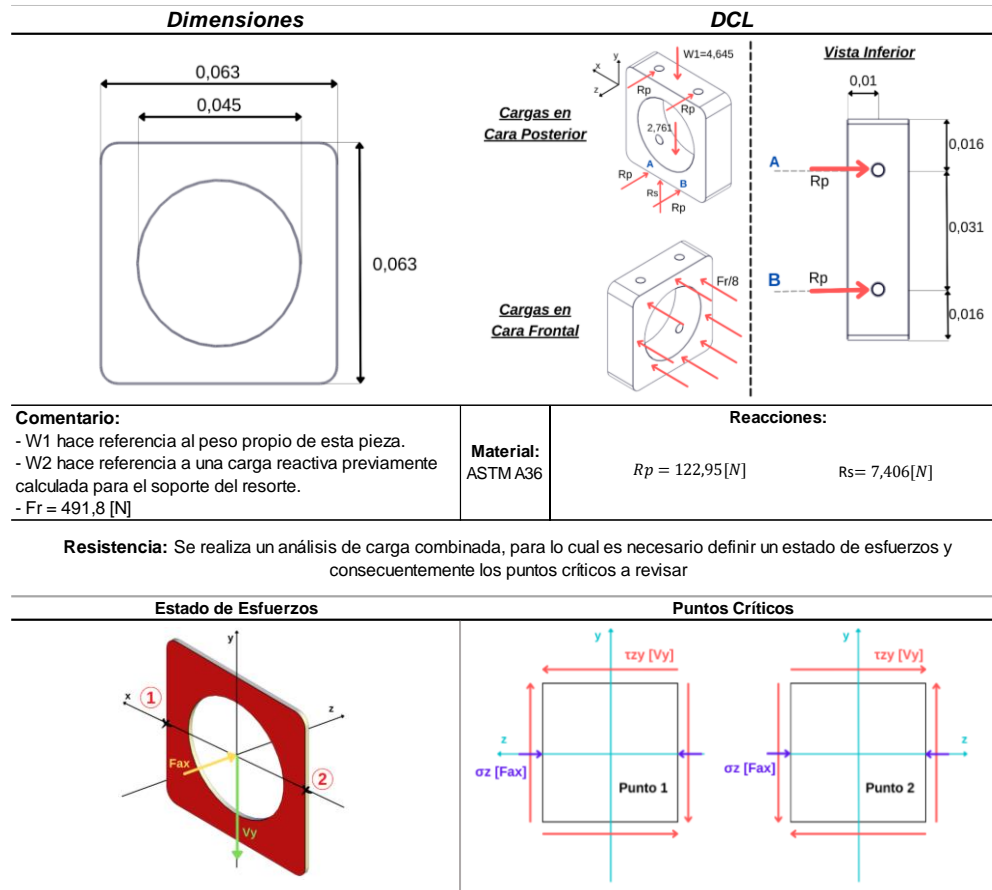 Dimensiones
DCL
0,063
0,045
0,063
Cargas en
Cara Posterior
y
x
z
W1=4,645
Rp
Rp
2,761
A
Rp
Rs
B
Rp
Cargas en
Cara Frontal
Fr/8
Vista Inferior
0,01
0,016
A
Rp
0,031
B
Rp
0,016
Comentario:
- W1 hace referencia al peso propio de esta pieza.
- W2 hace referencia a una carga reactiva previamente
calculada para el soporte del resorte.
- Fr = 491,8 [N]
Material:
ASTM A36
Reacciones:
Rp = 122,95[N]
Rs= 7,406[N]
Resistencia: Se realiza un análisis de carga combinada, para lo cual es necesario definir un estado de esfuerzos y
consecuentemente los puntos críticos a revisar
Estado de Esfuerzos
Puntos Críticos
y
x
1
z
Fax
2
Vy
y
τzy [Vy]
z
σz [Fax]
Punto 1
y
τzy [Vy]
z
σz [Fax]
Punto 2